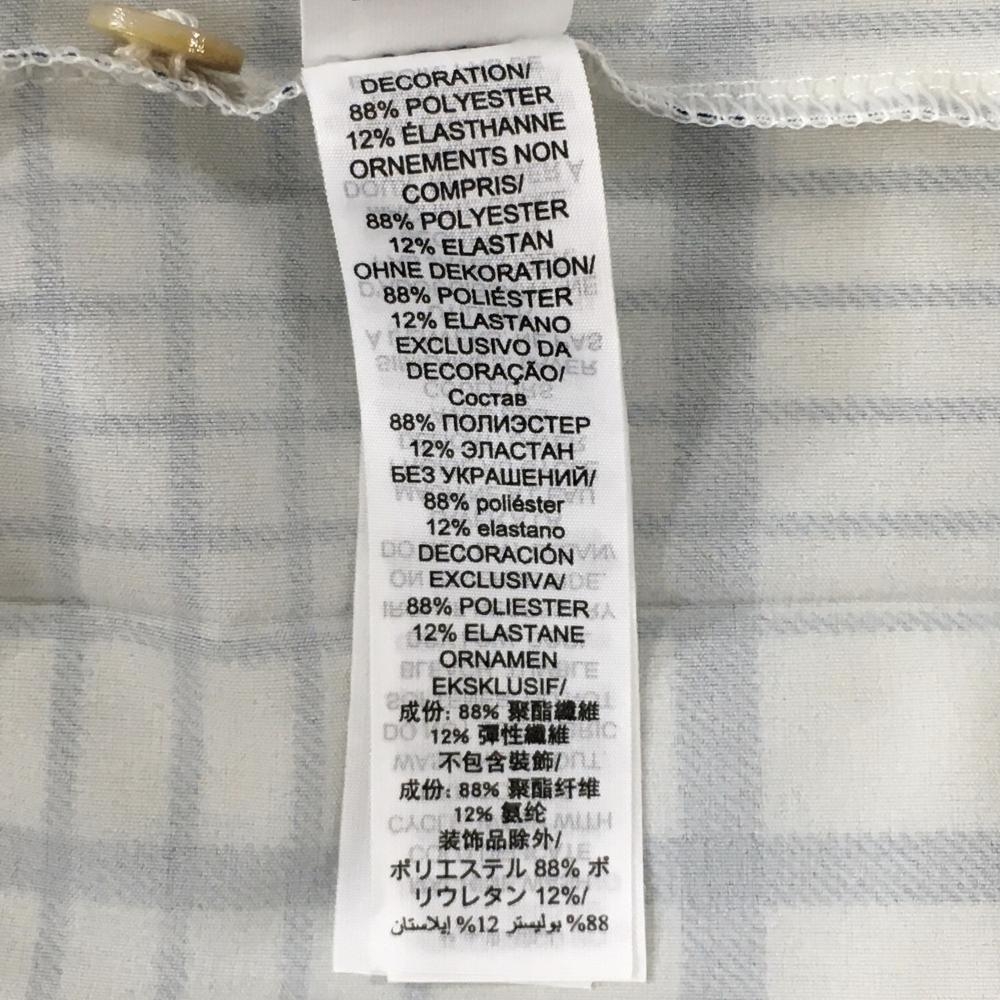 DECORATION/
88% POLYESTER
12% ÉLASTHANNE
ORNEMENTS NON
COMPRIS/
88% POLYESTER
12% ELASTAN
OHNE DEKORATION/
88% POLIÉSTER
12% ELASTANO
EXCLUSIVO DA
DECORAÇÃO/
Состав
88% ПОЛИЭСТЕР
12% ЭЛАСТАН
БЕЗ УКРАШЕНИЙ/
88% poliéster
12% elastano
DECORACIÓN
EXCLUSIVA/
88% POLIESTER
12% ELASTANE
ORNAMEN
EKSKLUSIF/
成份: 88% 聚酯纖維
12% 彈性纖維
不包含裝飾/
成份: 88% 聚酯纤维
12% 氨纶
装饰品除外/
ポリエステル 88% ポ
リウレタン 12%/
88% بوليستر 12% إيلاستان